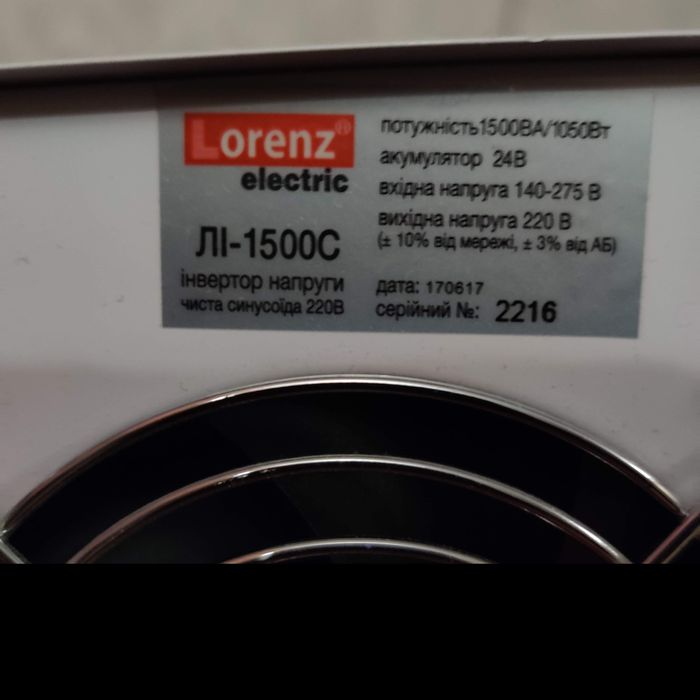 Lorenz®
electric
ЛІ-1500С
інвертор напруги
чиста синусоїда 220В
потужність1500ВА/1050Вт
акумулятор 24В
вхідна напруга 140-275 В
вихідна напруга 220 В
(± 10% від мережі, ± 3% від АБ)
дата: 170617
серійний №: 2216